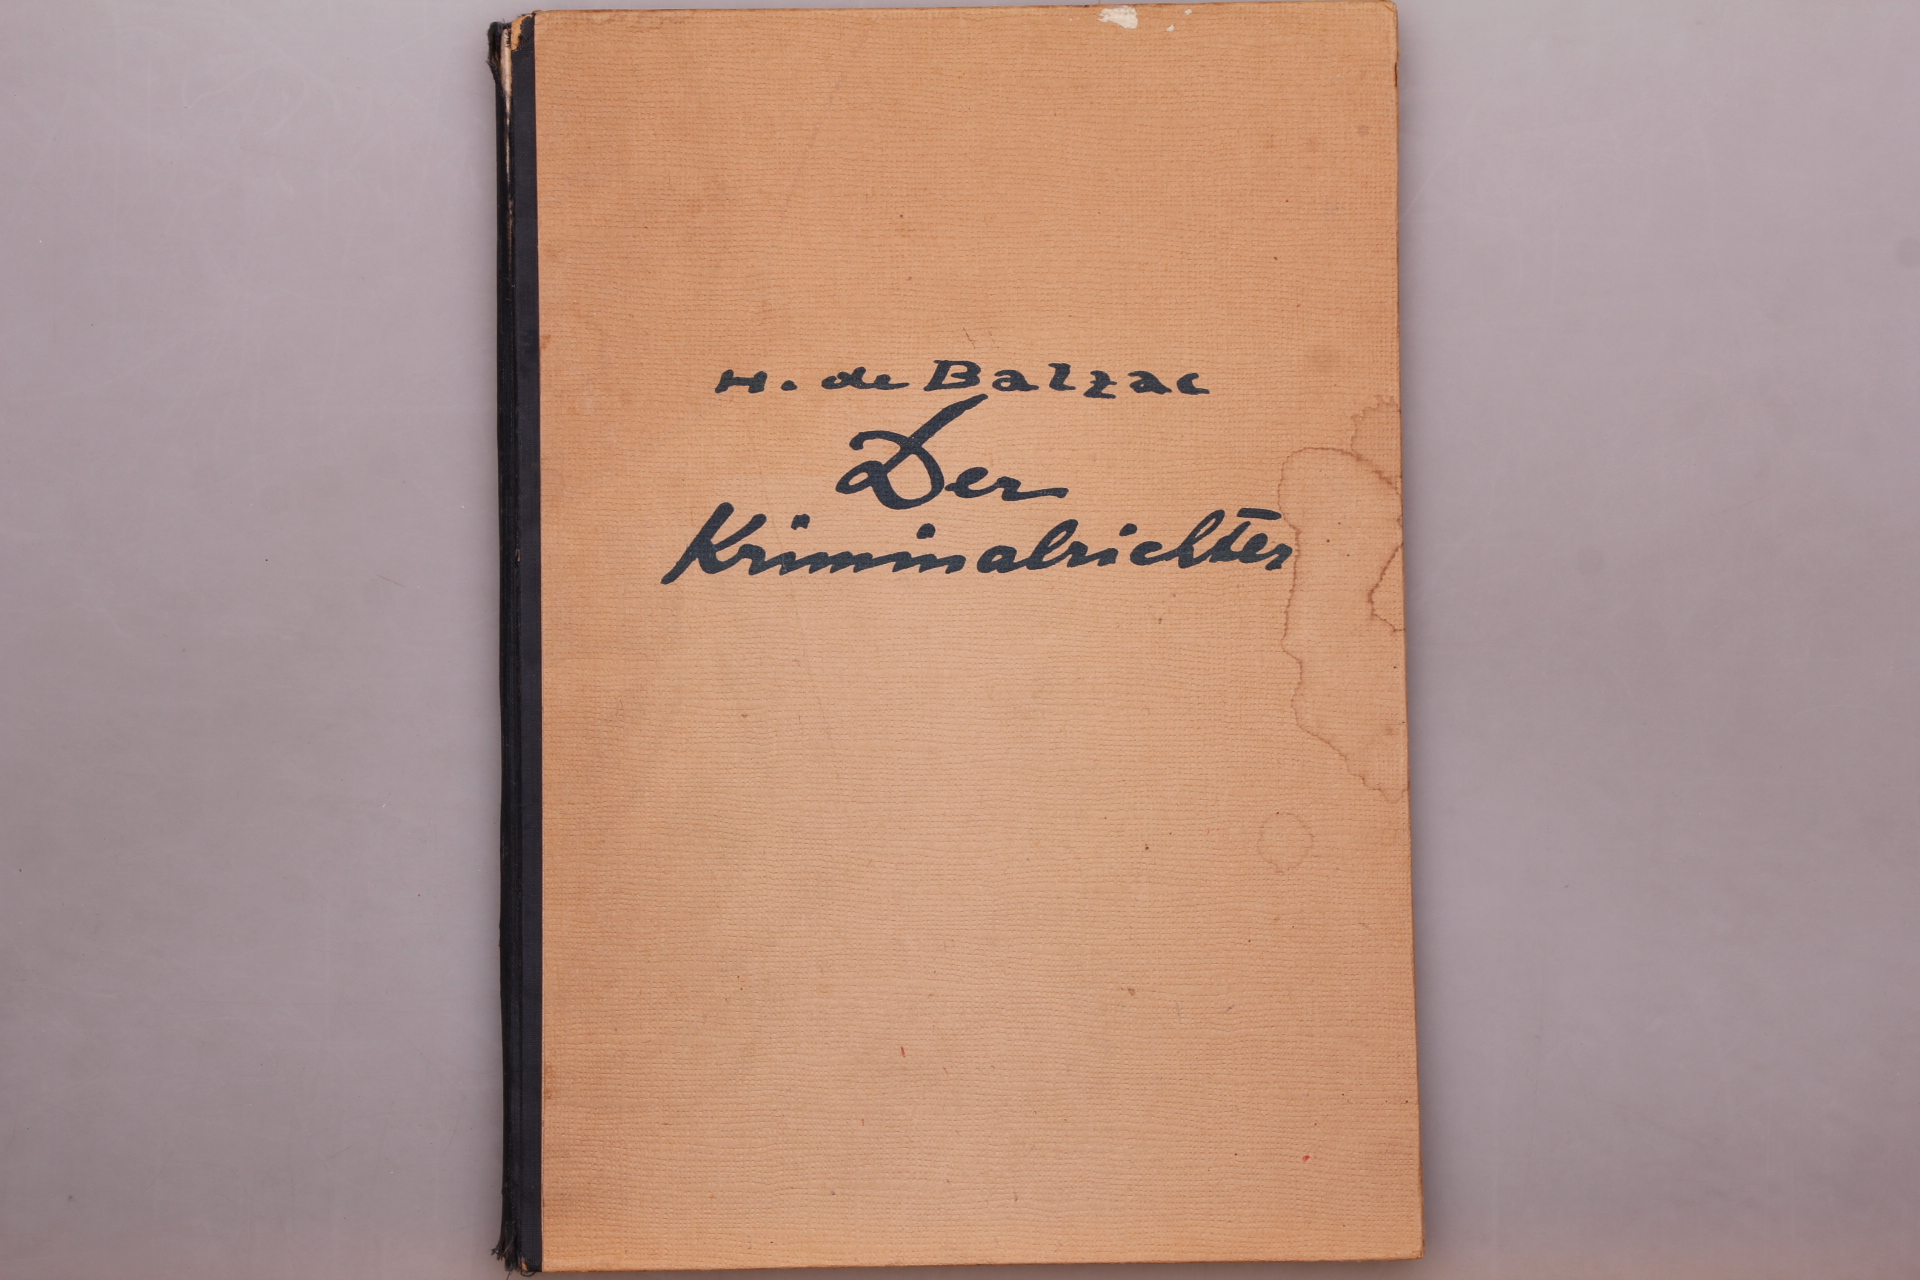 H. de Balzac
Der
Kriminalrichter